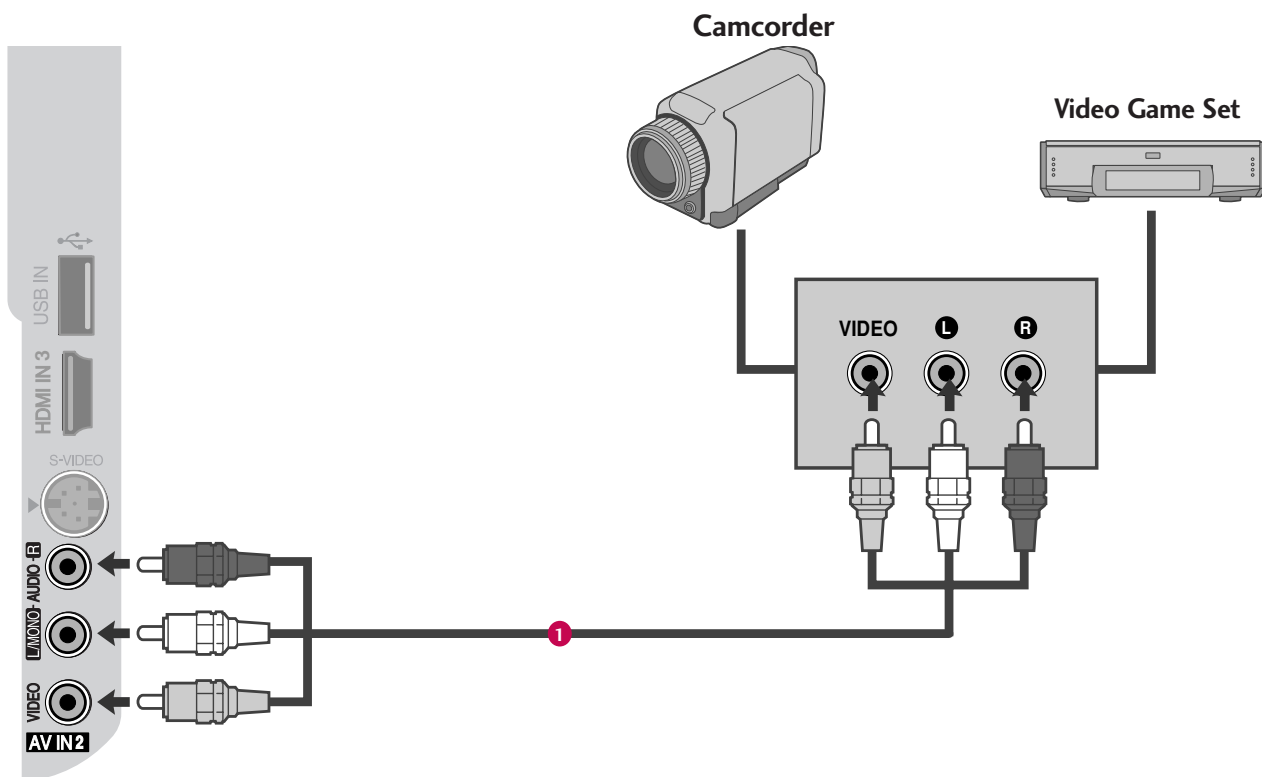 Camcorder
Video Game Set
VIDEO
L
R
USB IN
HDMI IN 3
S-VIDEO
L/MONO - AUDIO - R
VIDEO
AV IN 2
1